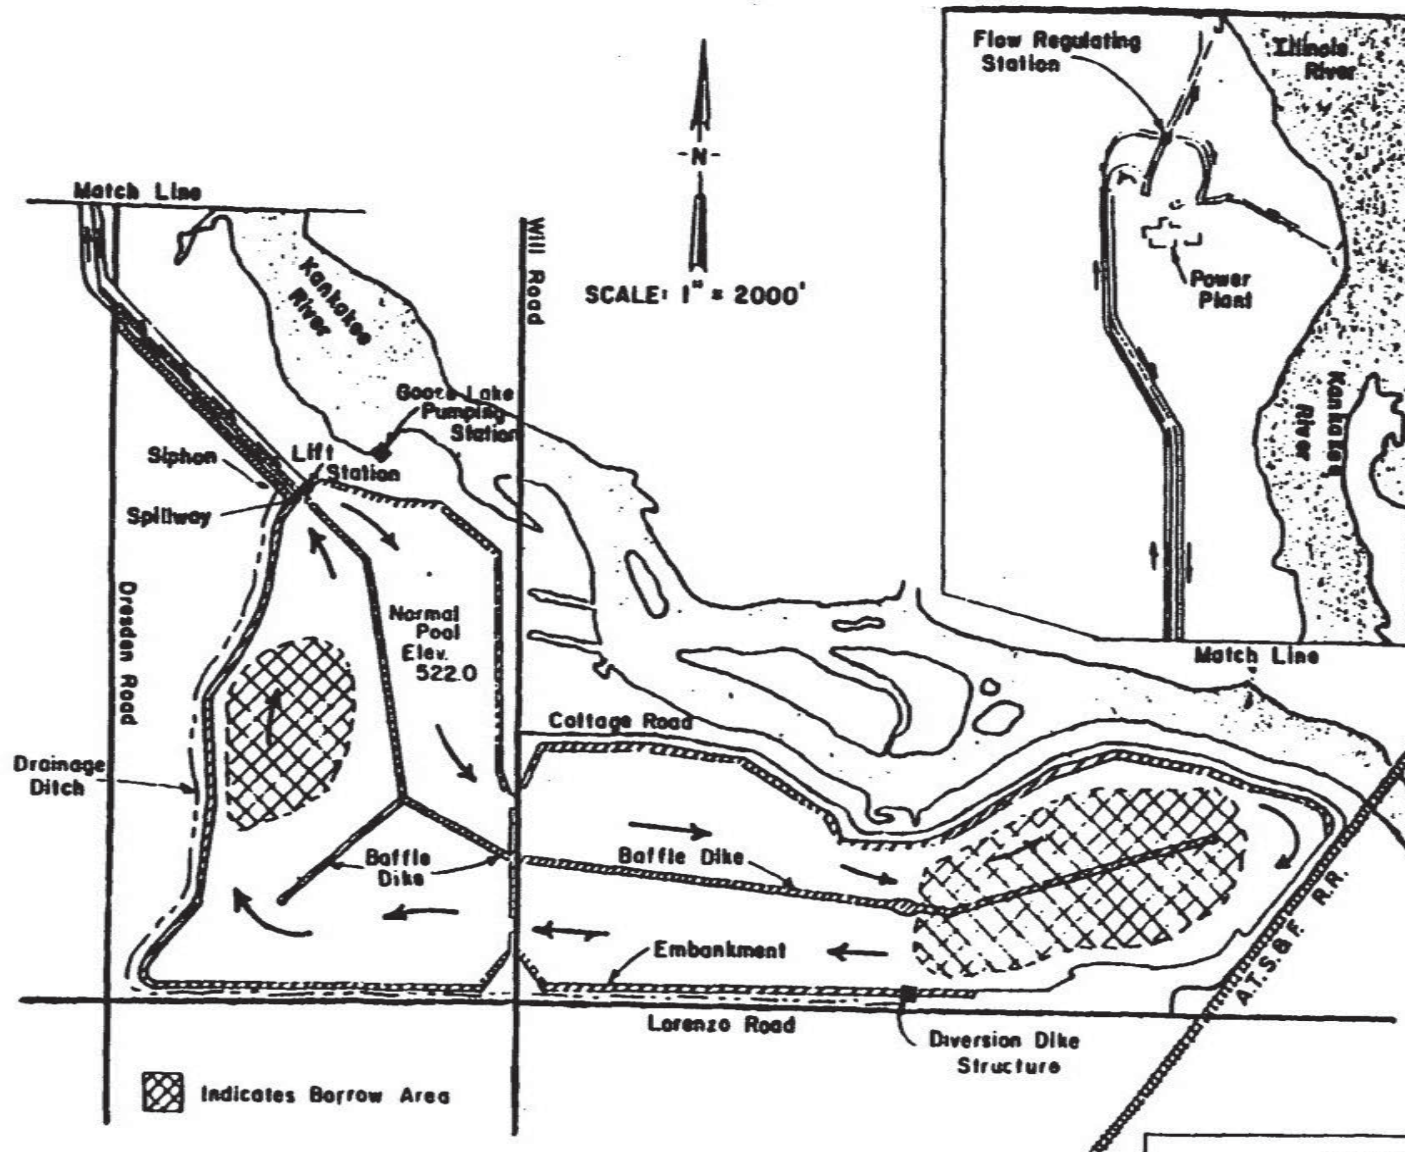 Flow Regulating
Station
Illinois
River
-N-
Match Line
Will Road
Kankakee
River
SCALE: 1" = 2000'
Power
Plant
Goose Lake
Pumping
Station
Kankakee
River
Siphon
Lift
Station
Spillway
Dresden Road
Normal
Pool
Elev.
522.0
Match Line
Cottage Road
Drainage
Ditch
Baffle
Dike
Baffle Dike
A.T.S.& F. R.R.
Embankment
Lorenzo Road
Diversion Dike
Structure
Indicates Borrow Area